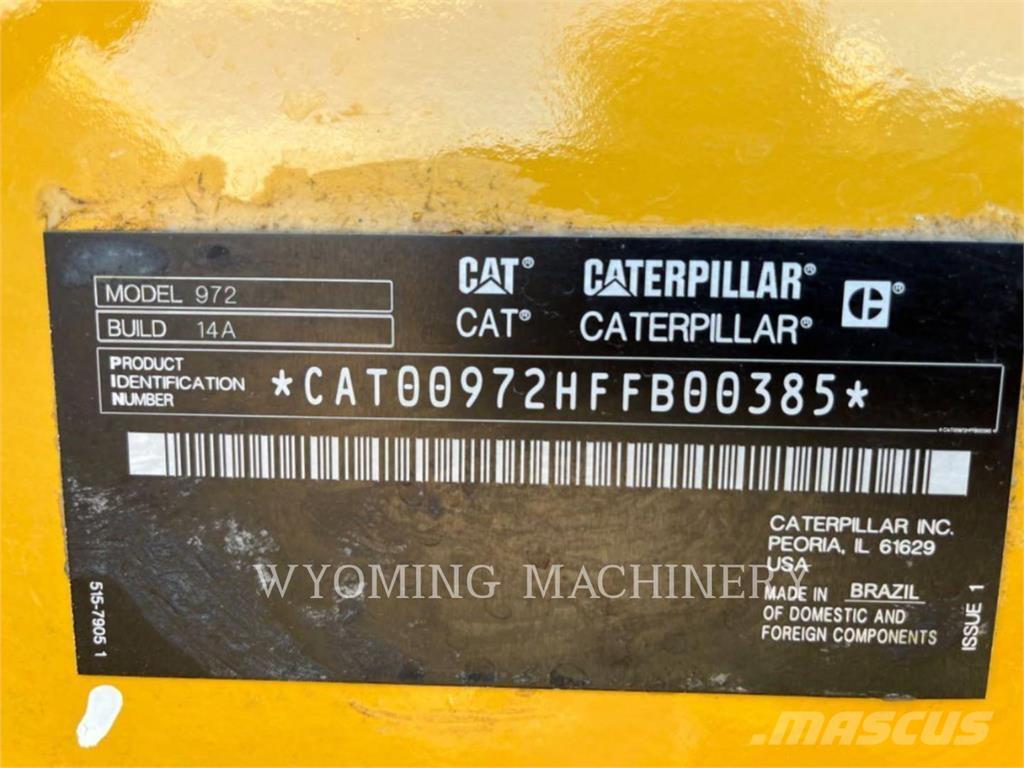 CAT® CATERPILLAR®
CAT® CATERPILLAR®
MODEL 972
BUILD 14A
PRODUCT
IDENTIFICATION
NUMBER
*CAT00972HFFB00385*
CATERPILLAR INC.
PEORIA, IL 61629
USA
MADE IN BRAZIL
OF DOMESTIC AND
FOREIGN COMPONENTS
515-7905 1
ISSUE 1
WYOMING MACHINERY
MASCUS